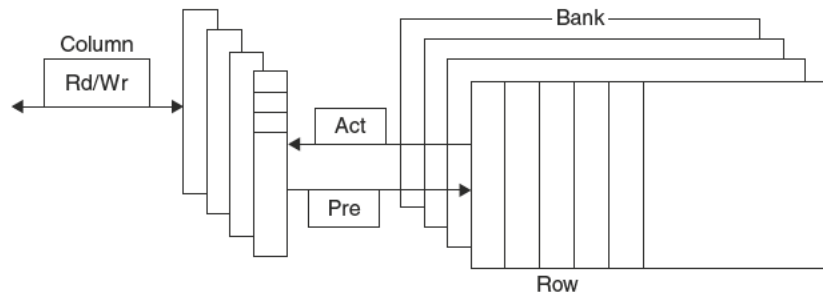 Column
Bank
Rd/Wr
Act
Pre
Row